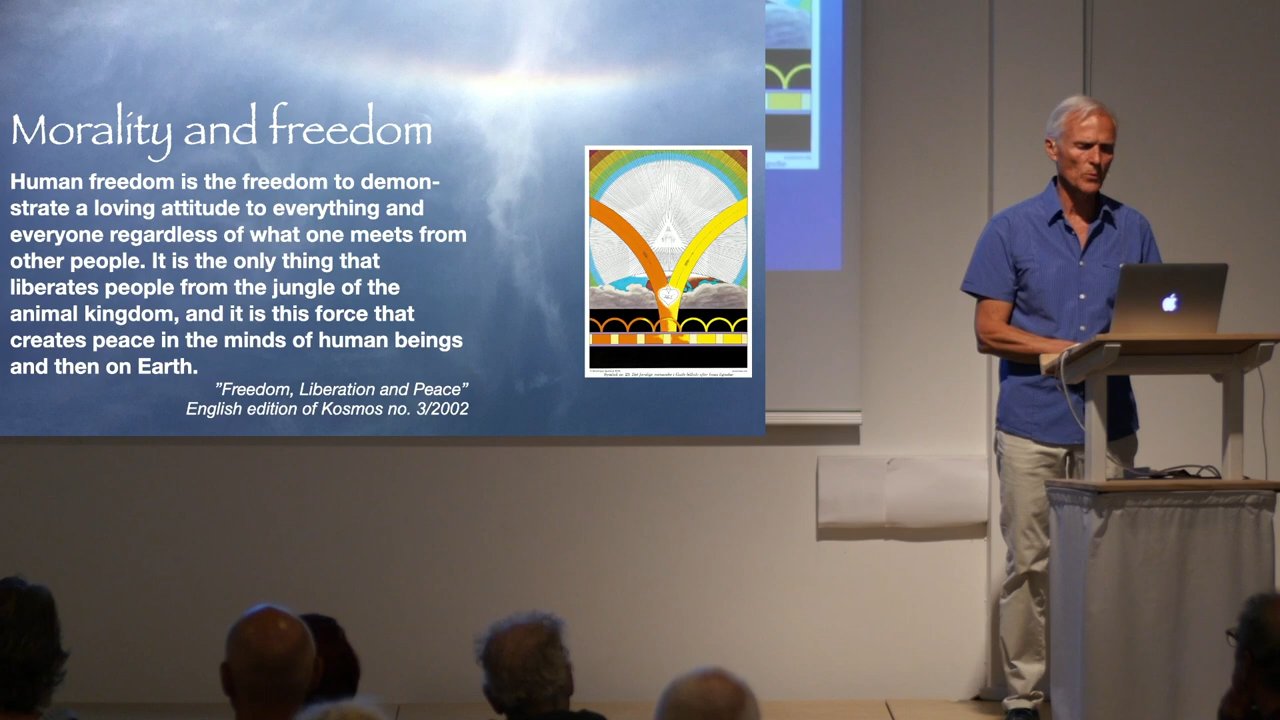 Morality and freedom
Human freedom is the freedom to demon-
strate a loving attitude to everything and
everyone regardless of what one meets from
other people. It is the only thing that
liberates people from the jungle of the
animal kingdom, and it is this force that
creates peace in the minds of human beings
and then on Earth.
”Freedom, Liberation and Peace”
English edition of Kosmos no. 3/2002